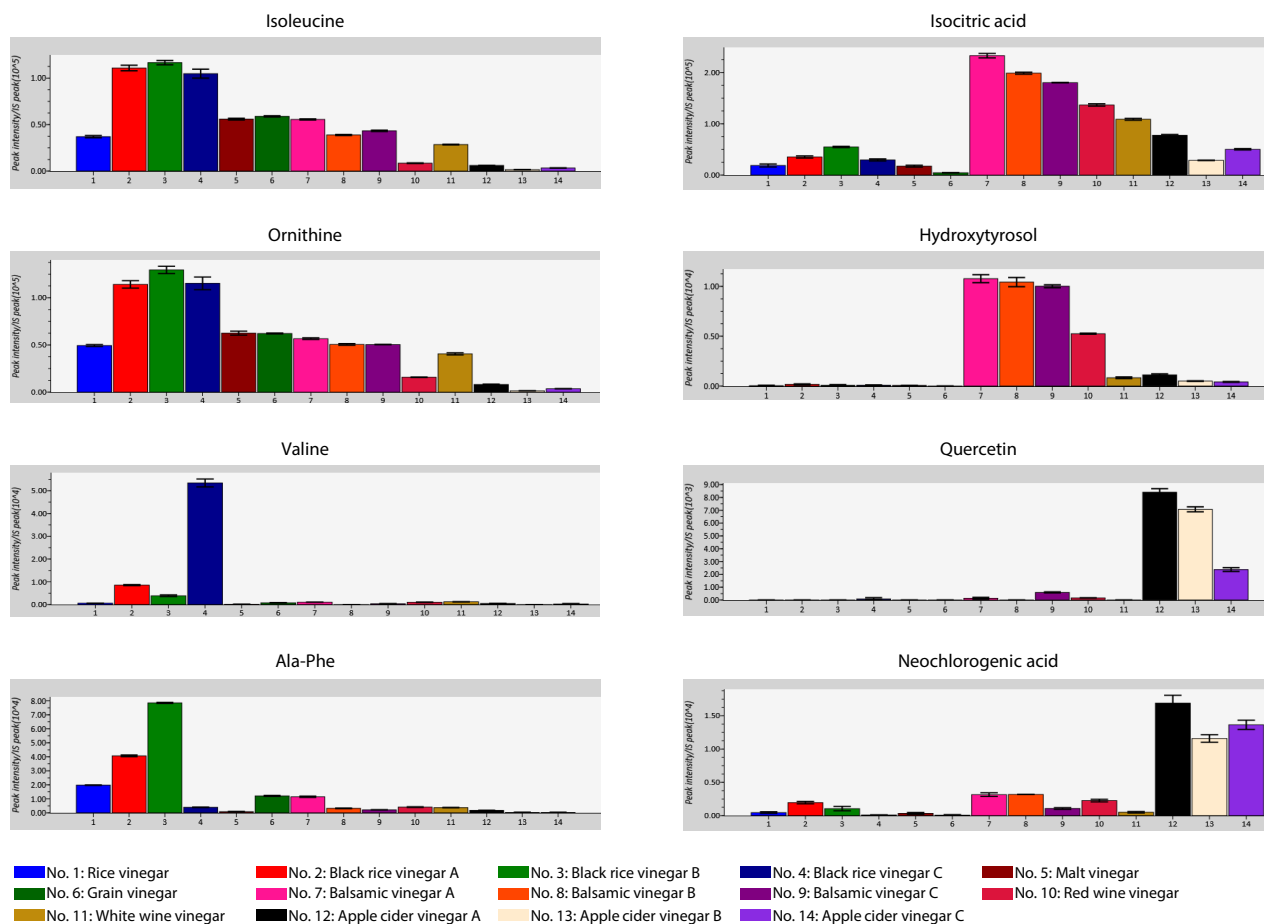 Isoleucine
Peak intensity/IS peak(10^5)
1.00
0.50
0.00
1 2 3 4 5 6 7 8 9 10 11 12 13 14
Isocitric acid
Peak intensity/IS peak(10^5)
2.00
1.00
0.00
1 2 3 4 5 6 7 8 9 10 11 12 13 14
Ornithine
Peak intensity/IS peak(10^5)
1.00
0.50
0.00
1 2 3 4 5 6 7 8 9 10 11 12 13 14
Hydroxytyrosol
Peak intensity/IS peak(10^4)
1.00
0.50
0.00
1 2 3 4 5 6 7 8 9 10 11 12 13 14
Valine
Peak intensity/IS peak(10^4)
5.00
4.00
3.00
2.00
1.00
0.00
1 2 3 4 5 6 7 8 9 10 11 12 13 14
Quercetin
Peak intensity/IS peak(10^3)
9.00
8.00
7.00
6.00
5.00
4.00
3.00
2.00
1.00
0.00
1 2 3 4 5 6 7 8 9 10 11 12 13 14
Ala-Phe
Peak intensity/IS peak(10^4)
8.00
6.00
4.00
2.00
1.00
0.00
1 2 3 4 5 6 7 8 9 10 11 12 13 14
Neochlorogenic acid
Peak intensity/IS peak(10^4)
1.50
1.00
0.50
0.00
1 2 3 4 5 6 7 8 9 10 11 12 13 14
No. 1: Rice vinegar No. 2: Black rice vinegar A No. 3: Black rice vinegar B No. 4: Black rice vinegar C No. 5: Malt vinegar
No. 6: Grain vinegar No. 7: Balsamic vinegar A No. 8: Balsamic vinegar B No. 9: Balsamic vinegar C No. 10: Red wine vinegar
No. 11: White wine vinegar No. 12: Apple cider vinegar A No. 13: Apple cider vinegar B No. 14: Apple cider vinegar C